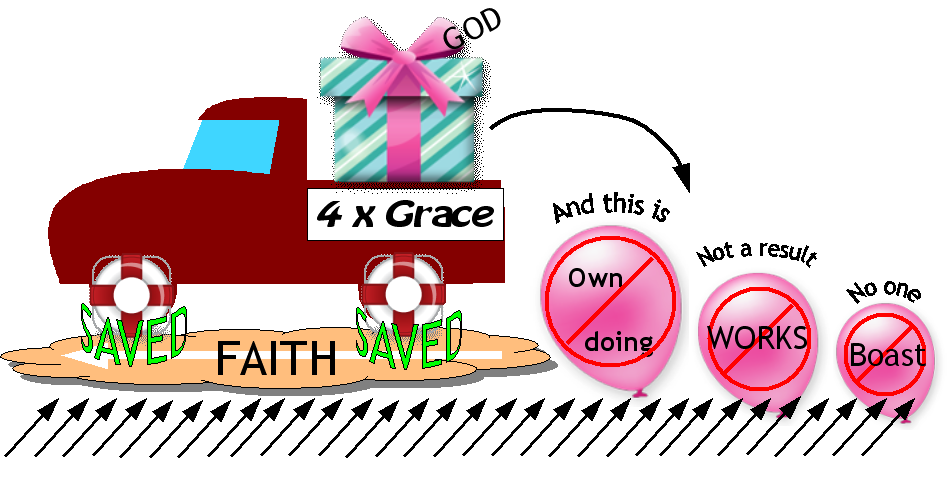 GOD
4 x Grace
And this is
Own
doing
Not a result
WORKS
No one
Boast
SAVED
SAVED
FAITH